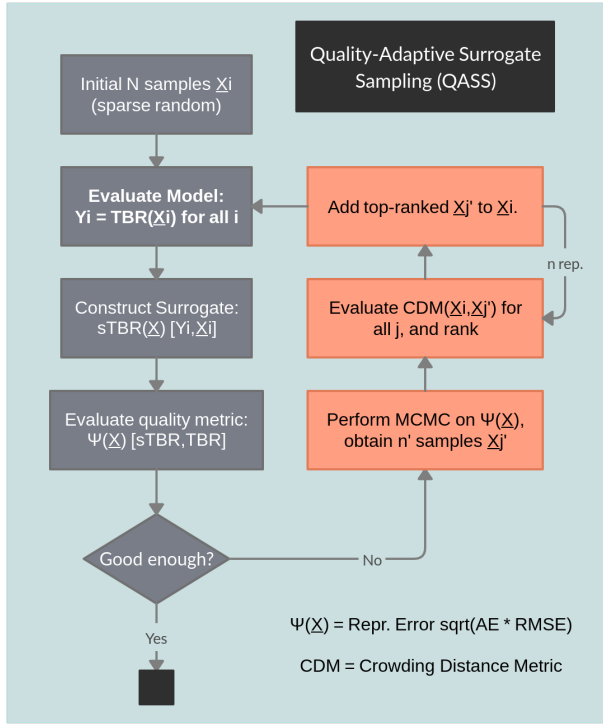 Quality-Adaptive Surrogate
Sampling (QASS)
Initial N samples Xi
(sparse random)
Evaluate Model:
Yi = TBR(Xi) for all i
Construct Surrogate:
sTBR(X) [Yi,Xi]
Evaluate quality metric:
Ψ(X) [sTBR,TBR]
Good enough?
Yes
No
Perform MCMC on Ψ(X),
obtain n' samples Xj'
Evaluate CDM(Xi,Xj') for
all j, and rank
n rep.
Add top-ranked Xj' to Xi.
Ψ(X) = Repr. Error sqrt(AE * RMSE)
CDM = Crowding Distance Metric